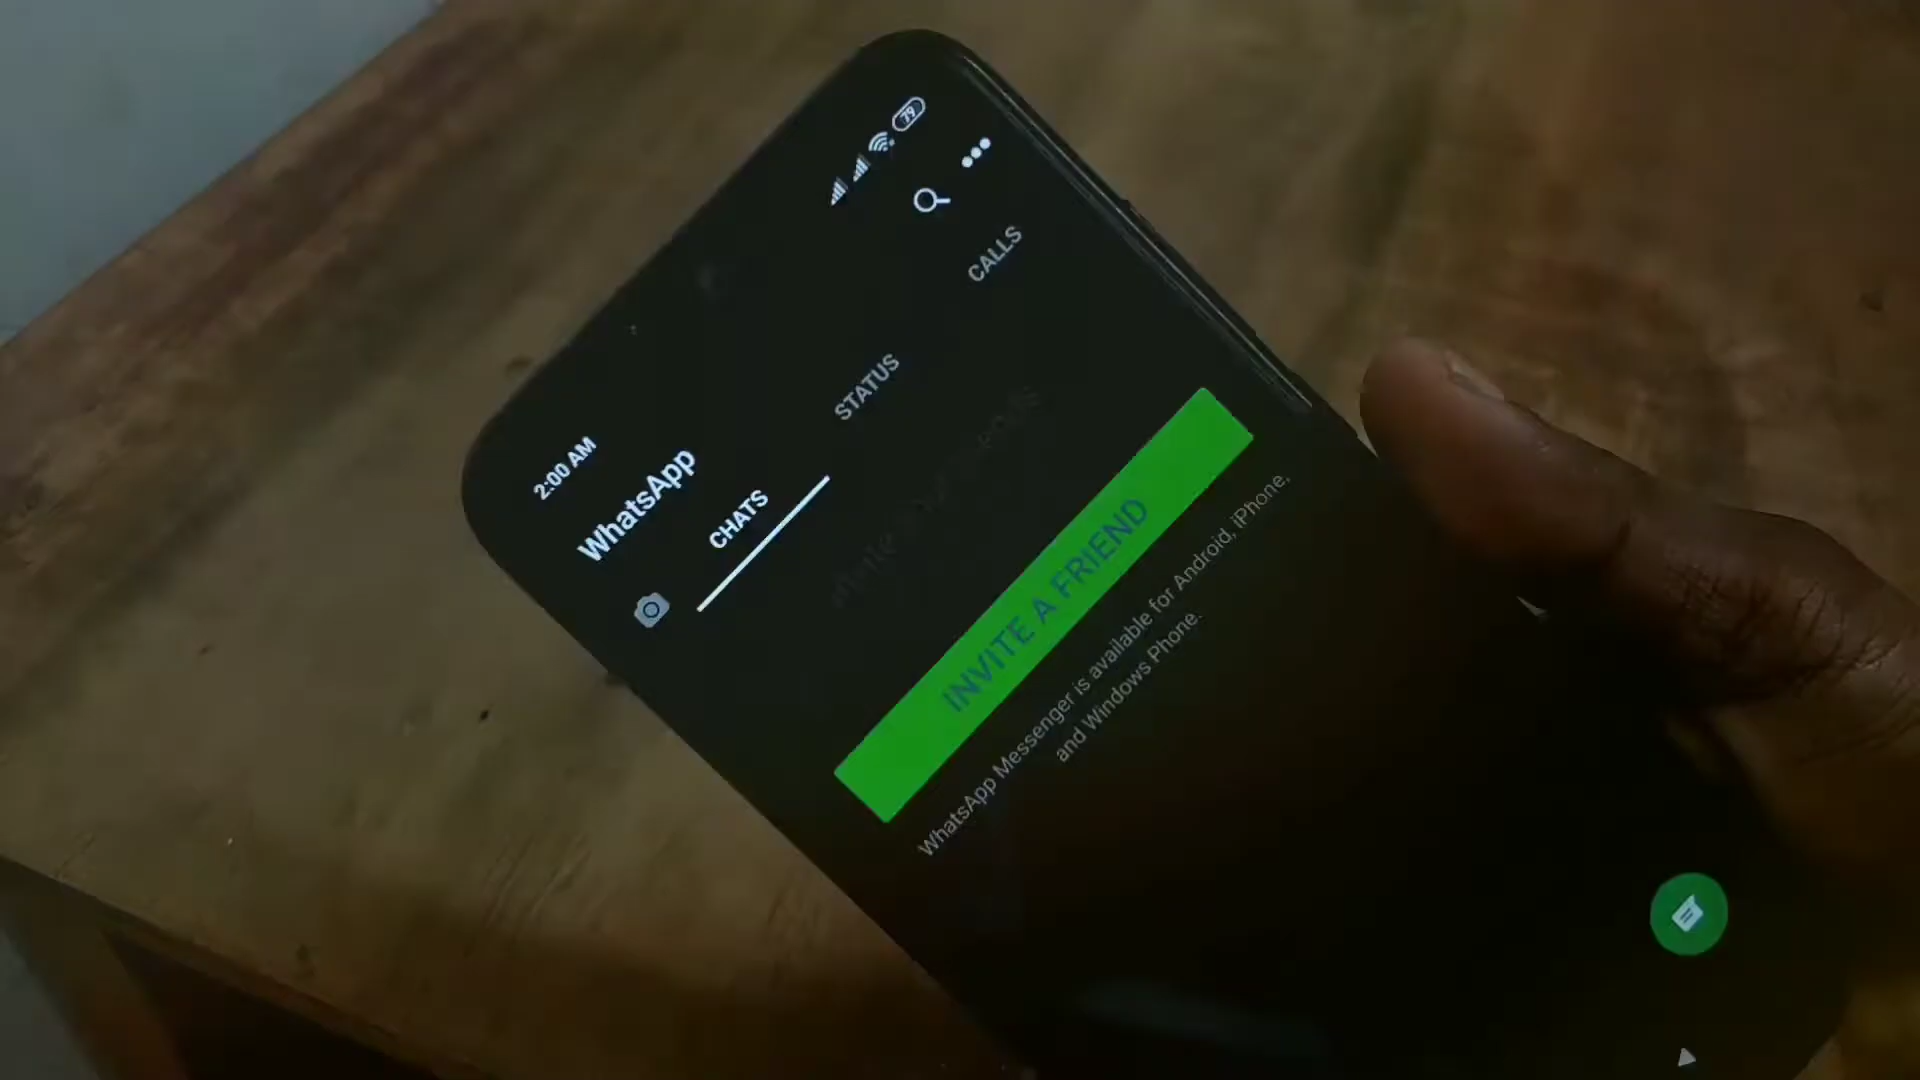 2:00 AM
79
WhatsApp
CHATS
STATUS
CALLS
INVITE A FRIEND
WhatsApp Messenger is available for Android, iPhone,
and Windows Phone.